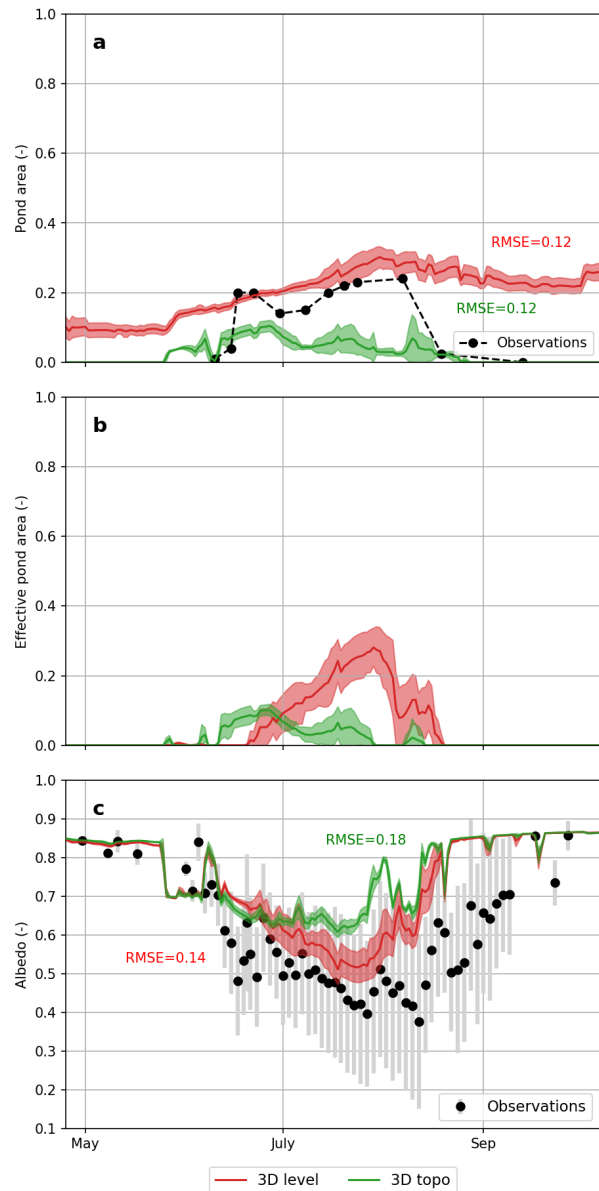 a
1.0
0.8
0.6
0.4
0.2
0.0
Pond area (-)
RMSE=0.12
RMSE=0.12
Observations
b
1.0
0.8
0.6
0.4
0.2
0.0
Effective pond area (-)
c
1.0
0.9
0.8
0.7
0.6
0.5
0.4
0.3
0.2
0.1
Albedo (-)
RMSE=0.18
RMSE=0.14
Observations
May July Sep
3D level 3D topo